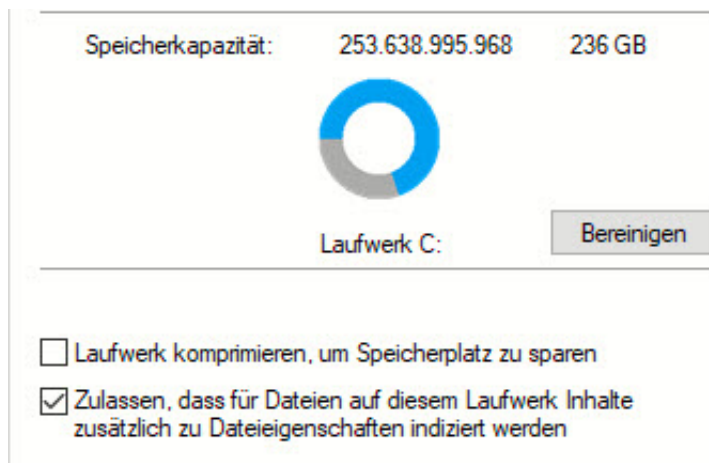 Speicherkapazität: 253.638.995.968 236 GB
Laufwerk C:
Bereinigen
Laufwerk komprimieren, um Speicherplatz zu sparen
Zulassen, dass für Dateien auf diesem Laufwerk Inhalte
zusätzlich zu Dateieigenschaften indiziert werden